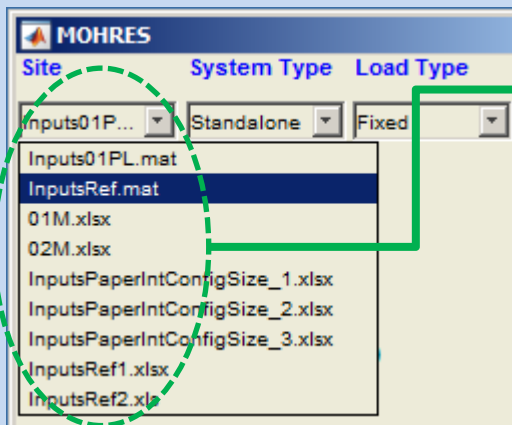 MOHRES
Site System Type Load Type
Inputs01P... Standalone Fixed
Inputs01PL.mat
InputsRef.mat
01M.xlsx
02M.xlsx
InputsPaperIntConfigSize_1.xlsx
InputsPaperIntConfigSize_2.xlsx
InputsPaperIntConfigSize_3.xlsx
InputsRef1.xlsx
InputsRef2.xls